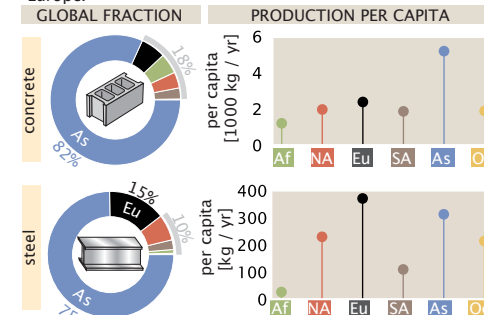 Europe.
GLOBAL FRACTION
PRODUCTION PER CAPITA
concrete
18%
As
82%
per capita
[1000 kg / yr]
6
4
2
0
Af NA Eu SA As
steel
15%
Eu
10%
As
per capita
[kg / yr]
400
300
200
100
0
Af NA Eu SA As